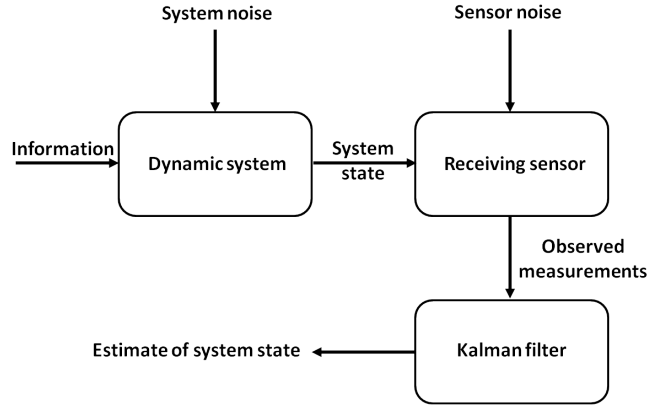 System noise
Sensor noise
Information
Dynamic system
System
state
Receiving sensor
Observed
measurements
Estimate of system state
Kalman filter